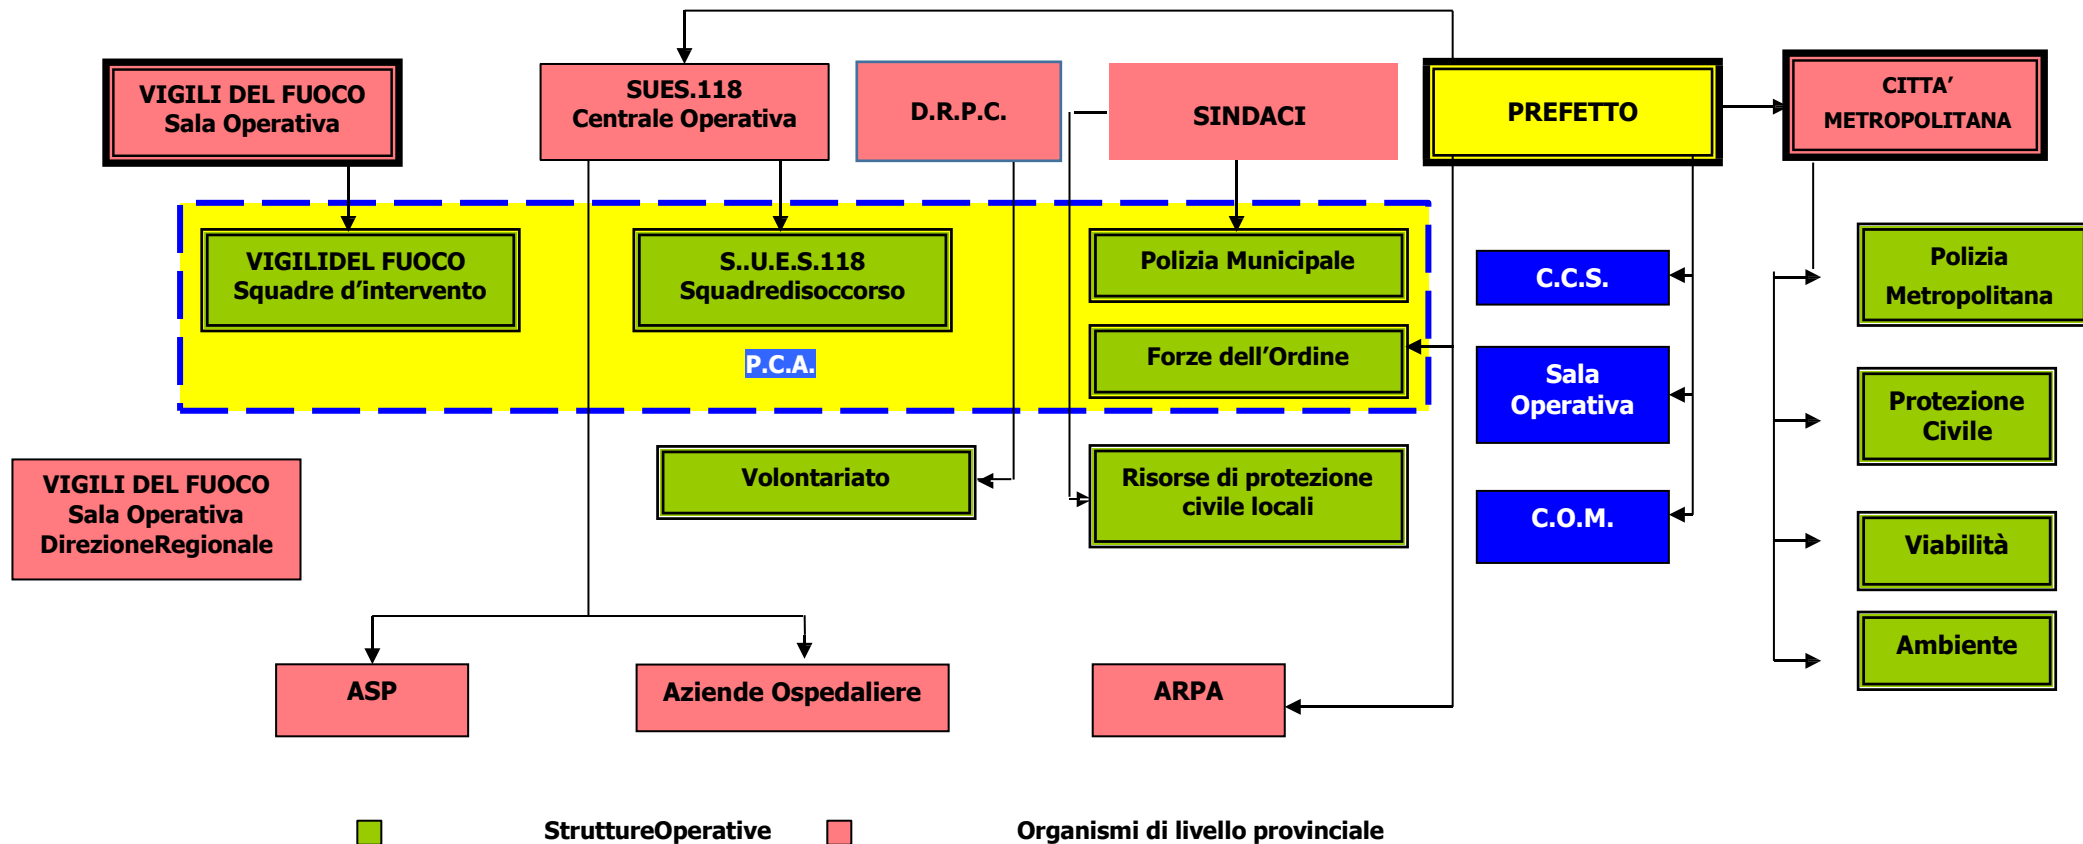 VIGILI DEL FUOCO
Sala Operativa
SUES.118
Centrale Operativa
D.R.P.C.
SINDACI
PREFETTO
CITTA’
METROPOLITANA
VIGILIDEL FUOCO
Squadre d’intervento
S..U.E.S.118
Squadredisoccorso
Polizia Municipale
Forze dell’Ordine
P.C.A.
C.C.S.
Sala
Operativa
C.O.M.
Polizia
Metropolitana
Protezione
Civile
Viabilità
Ambiente
Volontariato
Risorse di protezione
civile locali
VIGILI DEL FUOCO
Sala Operativa
DirezioneRegionale
ASP
Aziende Ospedaliere
ARPA
StruttureOperative
Organismi di livello provinciale